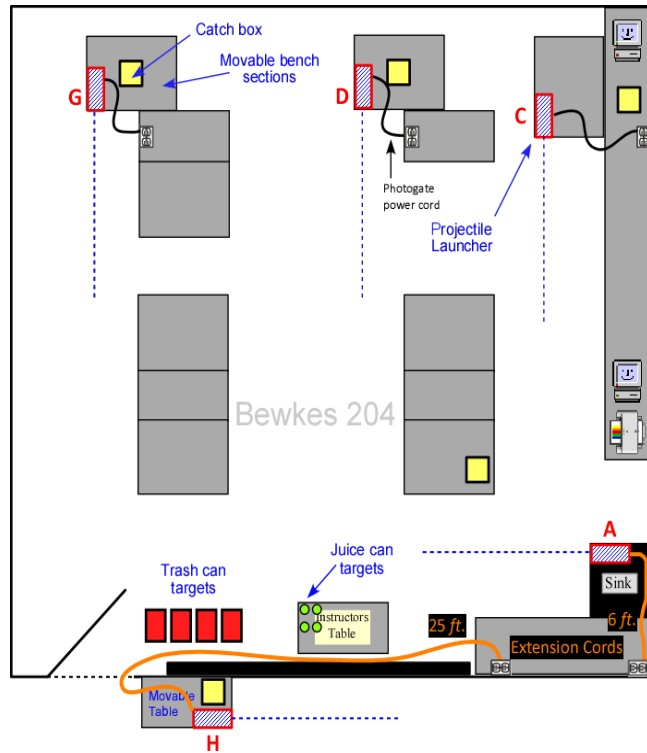 Catch box
Movable bench
sections
G
D
C
Photogate
power cord
Projectile
Launcher
Bewkes 204
A
Juice can
targets
Trash can
targets
Sink
Instructors
Table
25 ft.
6 ft.
Extension Cords
Movable
Table
H